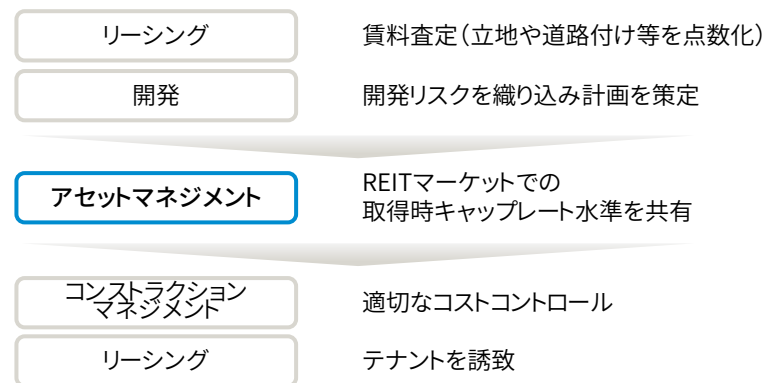 リーシング
賃料査定（立地や道路付け等を点数化）
開発
開発リスクを織り込み計画を策定
アセットマネジメント
REITマーケットでの
取得時キャップレート水準を共有
コンストラクション
マネジメント
適切なコストコントロール
リーシング
テナントを誘致